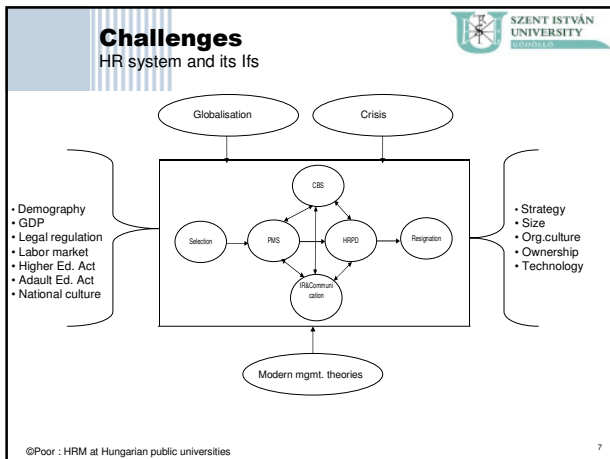 Challenges
HR system and its Ifs
SZENT ISTVÁN
UNIVERSITY
GÖDÖLLŐ
Globalisation
Crisis
• Demography
• GDP
• Legal regulation
• Labor market
• Higher Ed. Act
• Adault Ed. Act
• National culture
CBS
Selection
PMS
HRPD
Resignation
IR&Communi
cation
• Strategy
• Size
• Org.culture
• Ownership
• Technology
Modern mgmt. theories
©Poor : HRM at Hungarian public universities
7